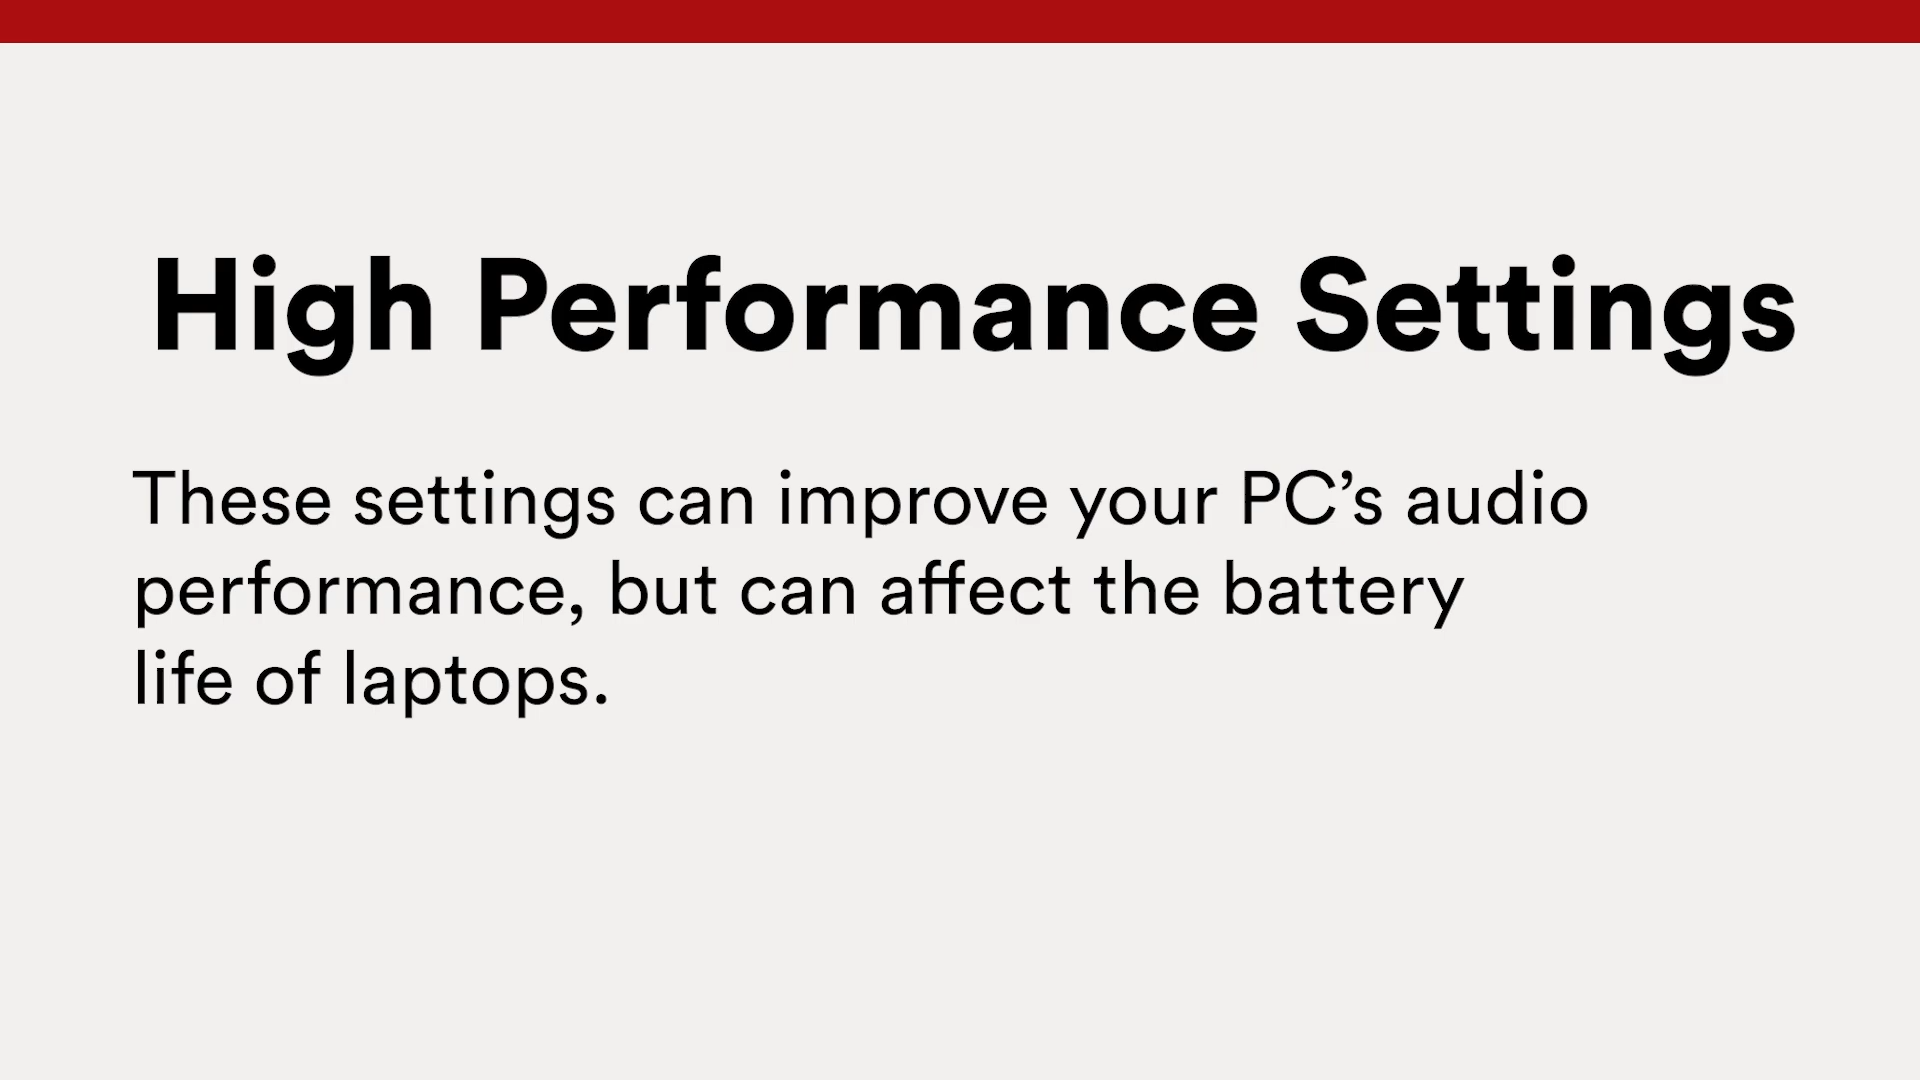 High Performance Settings
These settings can improve your PC’s audio
performance, but can affect the battery
life of laptops.